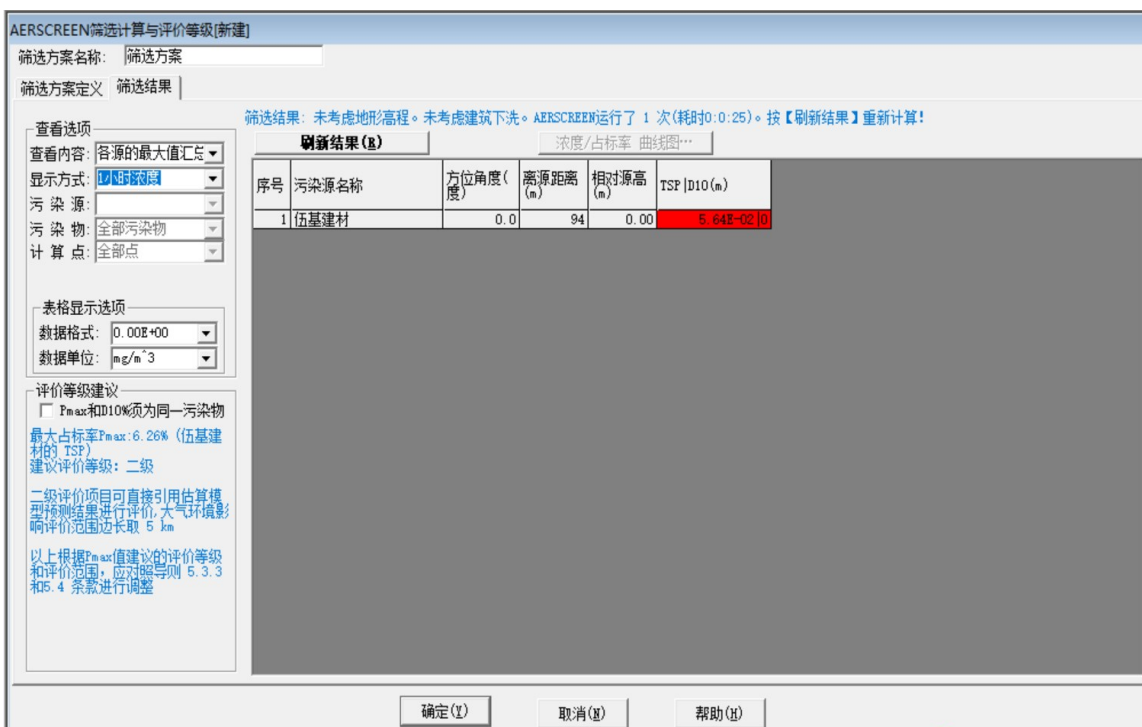 AERSCREEN筛选计算与评价等级[新建]
筛选方案名称: 筛选方案
筛选方案定义 筛选结果
筛选结果: 未考虑地形高程。未考虑建筑下洗。AERSCREEN运行了 1 次(耗时0:0:25)。按【刷新结果】重新计算!
刷新结果(R) 浓度/占标率 曲线图…
查看选项
查看内容: 各源的最大值汇总
显示方式: 1小时浓度
污 染 源:
污 染 物: 全部污染物
计 算 点: 全部点
表格显示选项
数据格式: 0.00E+00
数据单位: mg/m^3
评价等级建议
Pmax和D10%须为同一污染物
最大占标率Pmax:6.26% (伍基建
材的 TSP)
建议评价等级: 二级
二级评价项目可直接引用估算模
型预测结果进行评价,大气环境影
响评价范围边长取 5 km
以上根据Pmax值建议的评价等级
和评价范围, 应对照导则 5.3.3
和5.4 条款进行调整
序号 污染源名称 方位角度(度) 离源距离(m) 相对源高(m) TSP|D10(m)
1 伍基建材 0.0 94 0.00 5.64E-02|0
确定(Y) 取消(N) 帮助(H)